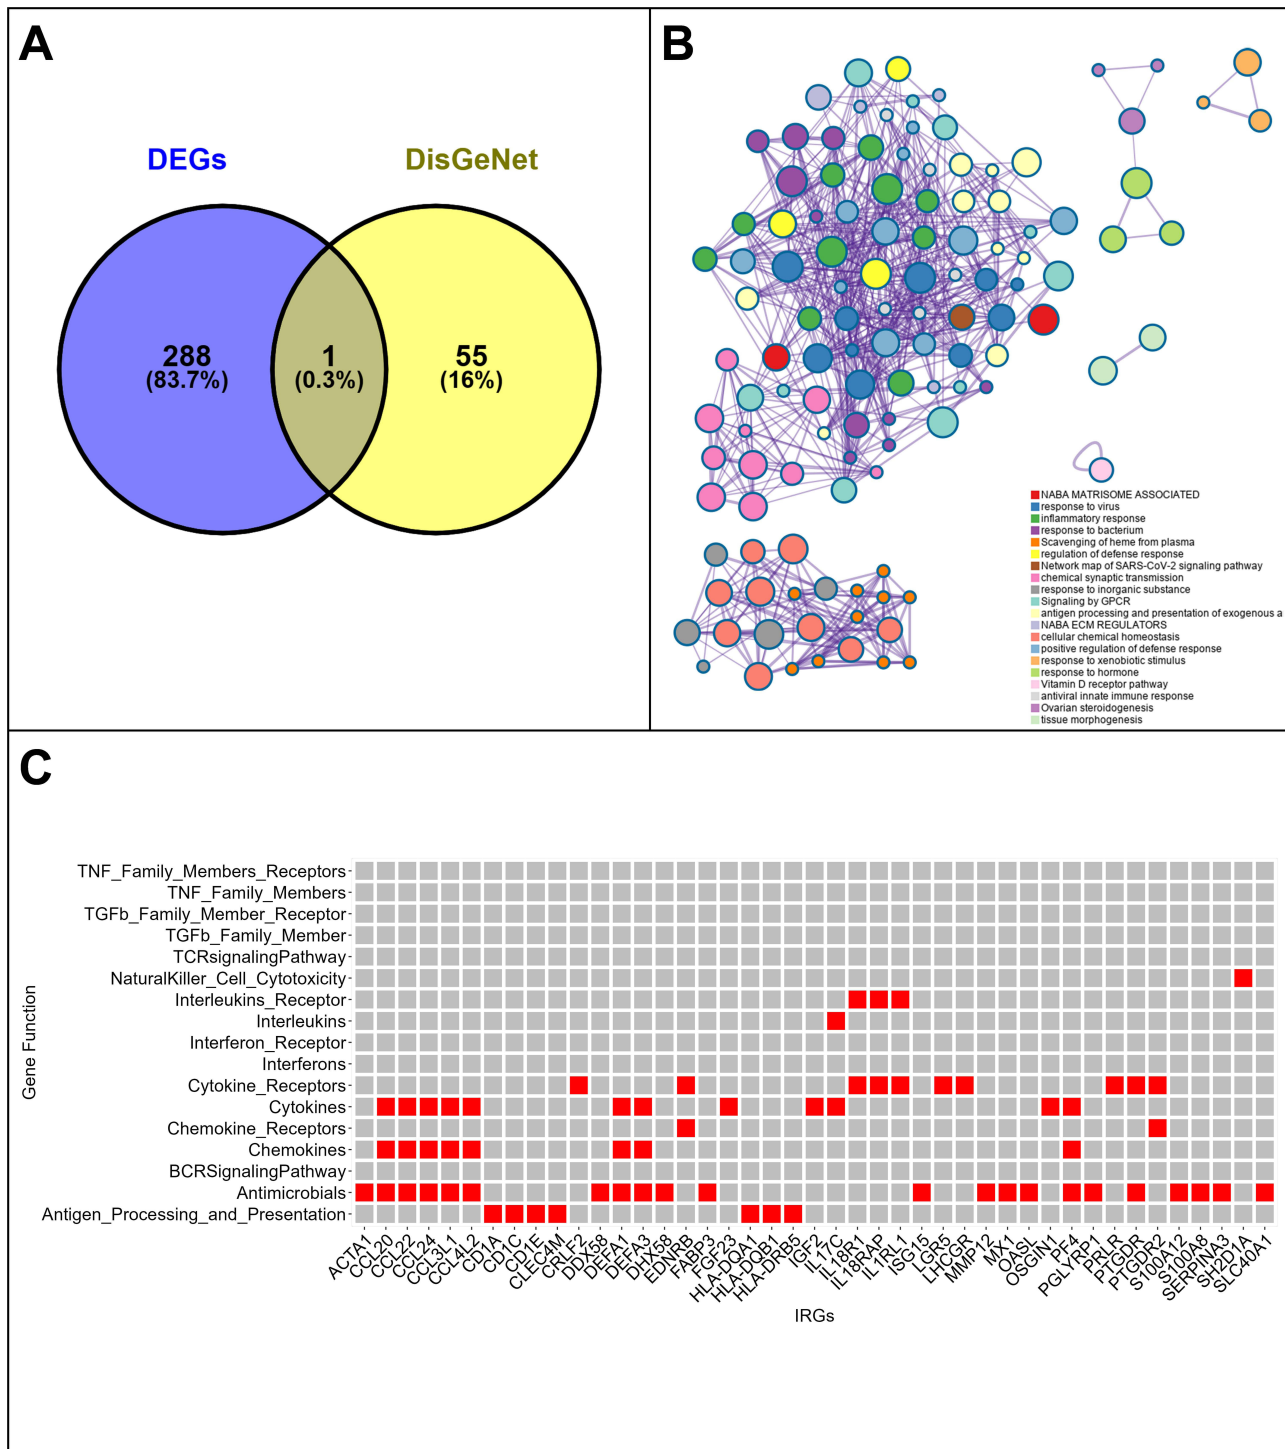 A
DEGs
DisGeNet
288
(83.7%)
1
(0.3%)
55
(16%)
B
NABA MATRISOME ASSOCIATED
response to virus
inflammatory response
response to bacterium
Scavenging of heme from plasma
regulation of defense response
Network map of SARS-CoV-2 signaling pathway
chemical synaptic transmission
response to inorganic substance
Signaling by GPCR
antigen processing and presentation of exogenous a
NABA ECM REGULATORS
cellular chemical homeostasis
positive regulation of defense response
response to xenobiotic stimulus
response to hormone
Vitamin D receptor pathway
antiviral innate immune response
Ovarian steroidogenesis
tissue morphogenesis
C
Gene Function
TNF_Family_Members_Receptors
TNF_Family_Members
TGFb_Family_Member_Receptor
TGFb_Family_Member
TCRsignalingPathway
NaturalKiller_Cell_Cytotoxicity
Interleukins_Receptor
Interleukins
Interferon_Receptor
Interferons
Cytokine_Receptors
Cytokines
Chemokine_Receptors
Chemokines
BCRSignalingPathway
Antimicrobials
Antigen_Processing_and_Presentation
ACTA1
CCL20
CCL22
CCL24
CCL3L1
CCL4L2
CD1A
CD1C
CD1E
CLEC4M
CRLF2
DDX58
DEFA1
DEFA3
DHX58
EDNRB
FABP3
FGF23
HLA-DQA1
HLA-DQB1
HLA-DRB5
IGF2
IL17C
IL18R1
IL18RAP
IL1RL1
ISG15
LGR5
LHCGR
MMP12
MX1
OASL
OSGIN1
PF4
PGLYRP1
PRLR
PTGDR
PTGDR2
S100A12
S100A8
SERPINA3
SH2D1A
SLC40A1
IRGs